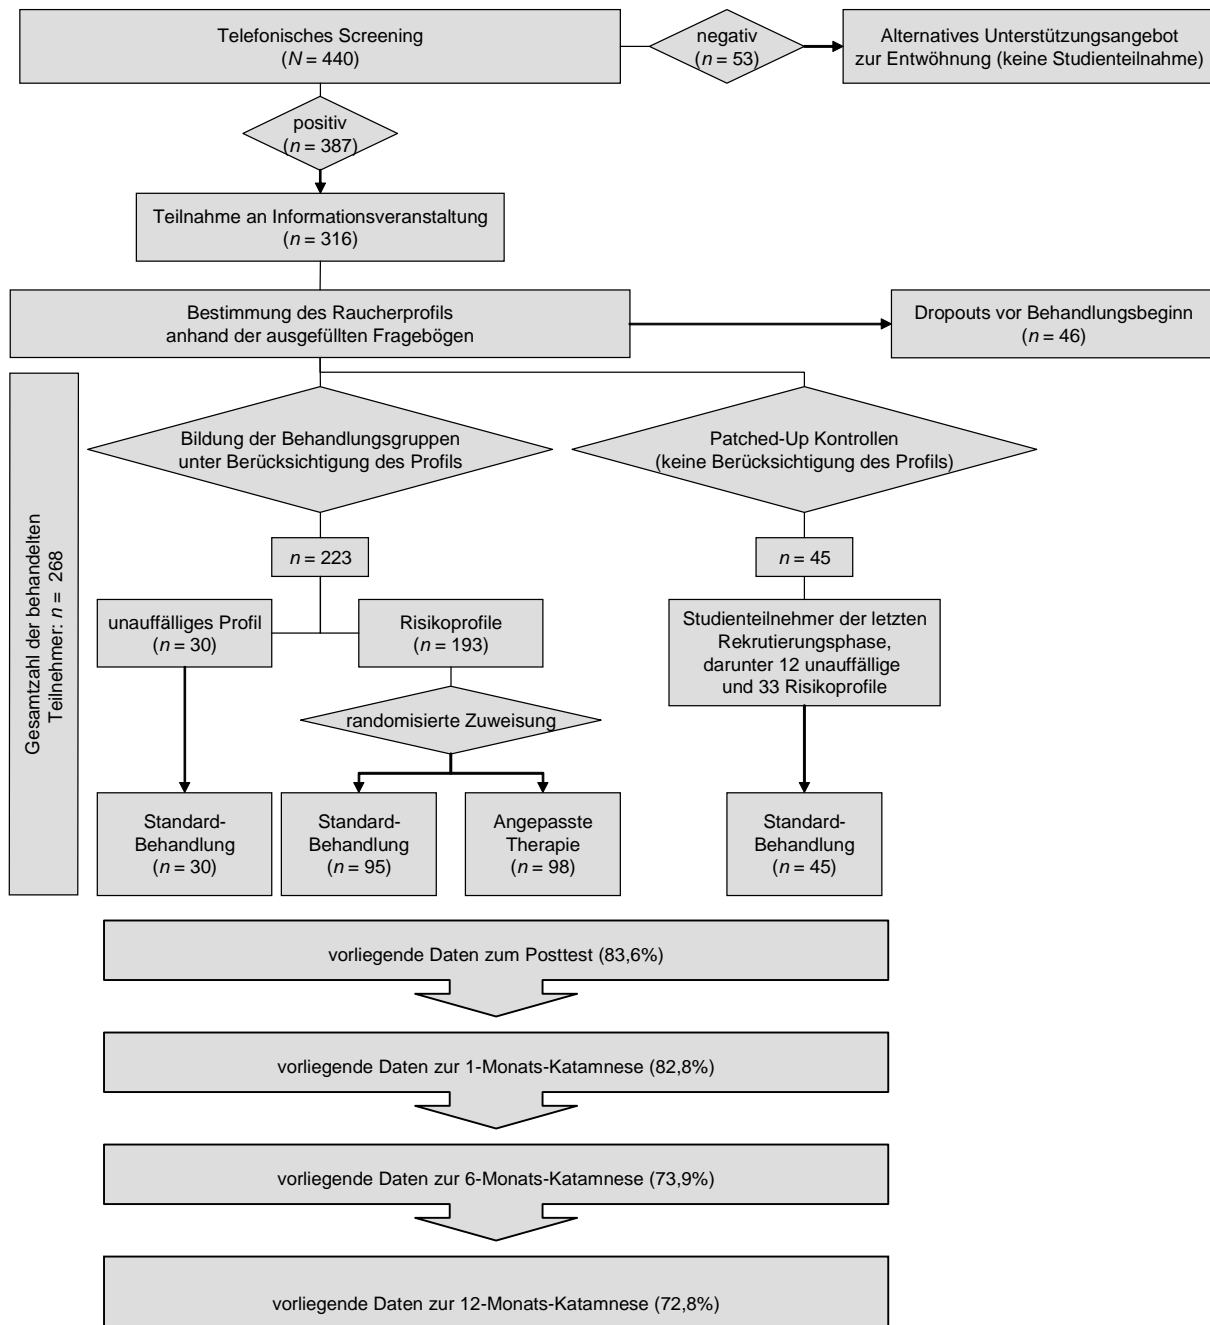 Telefonisches Screening
(N = 440)
negativ
(n = 53)
Alternatives Unterstützungsangebot
zur Entwöhnung (keine Studienteilnahme)
positiv
(n = 387)
Teilnahme an Informationsveranstaltung
(n = 316)
Bestimmung des Raucherprofils
anhand der ausgefüllten Fragebögen
Dropouts vor Behandlungsbeginn
(n = 46)
Gesamtzahl der behandelten
Teilnehmer: n = 268
Bildung der Behandlungsgruppen
unter Berücksichtigung des Profils
Patched-Up Kontrollen
(keine Berücksichtigung des Profils)
n = 223
n = 45
unauffälliges Profil
(n = 30)
Risikoprofile
(n = 193)
Studienteilnehmer der letzten
Rekrutierungsphase,
darunter 12 unauffällige
und 33 Risikoprofile
randomisierte Zuweisung
Standard-
Behandlung
(n = 30)
Standard-
Behandlung
(n = 95)
Angepasste
Therapie
(n = 98)
Standard-
Behandlung
(n = 45)
vorliegende Daten zum Posttest (83,6%)
vorliegende Daten zur 1-Monats-Katamnese (82,8%)
vorliegende Daten zur 6-Monats-Katamnese (73,9%)
vorliegende Daten zur 12-Monats-Katamnese (72,8%)